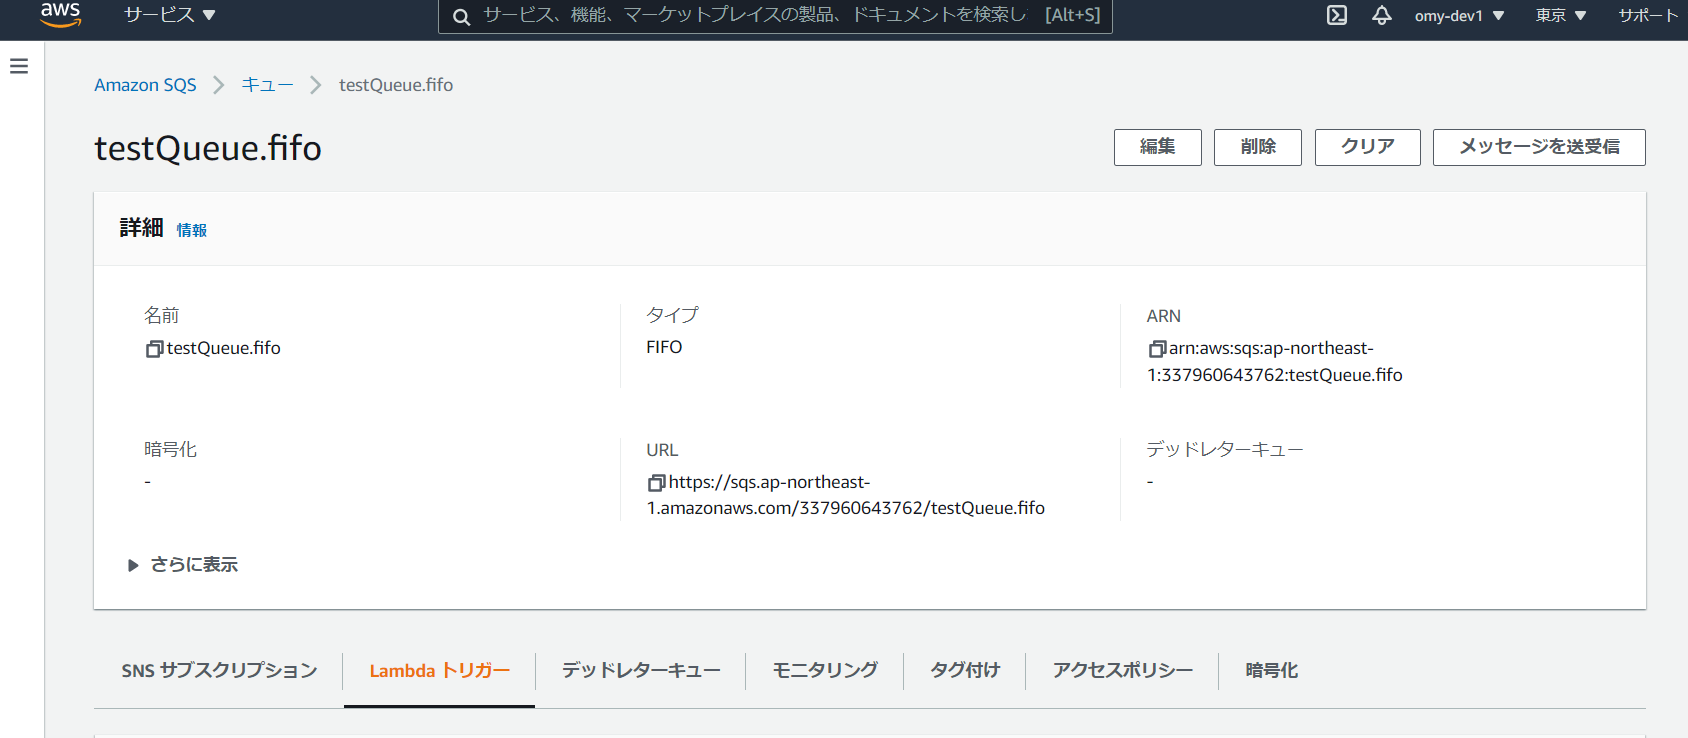 aws サービス ▼ サービス、機能、マーケットプレイスの製品、ドキュメントを検索し [Alt+S] omy-dev1 ▼ 東京 ▼ サポート
Amazon SQS > キュー > testQueue.fifo
testQueue.fifo 編集 削除 クリア メッセージを送受信
詳細 情報
名前
testQueue.fifo
タイプ
FIFO
ARN
arn:aws:sqs:ap-northeast-
1:337960643762:testQueue.fifo
暗号化
-
URL
https://sqs.ap-northeast-
1.amazonaws.com/337960643762/testQueue.fifo
デッドレターキュー
-
▶ さらに表示
SNS サブスクリプション Lambda トリガー デッドレターキュー モニタリング タグ付け アクセスポリシー 暗号化